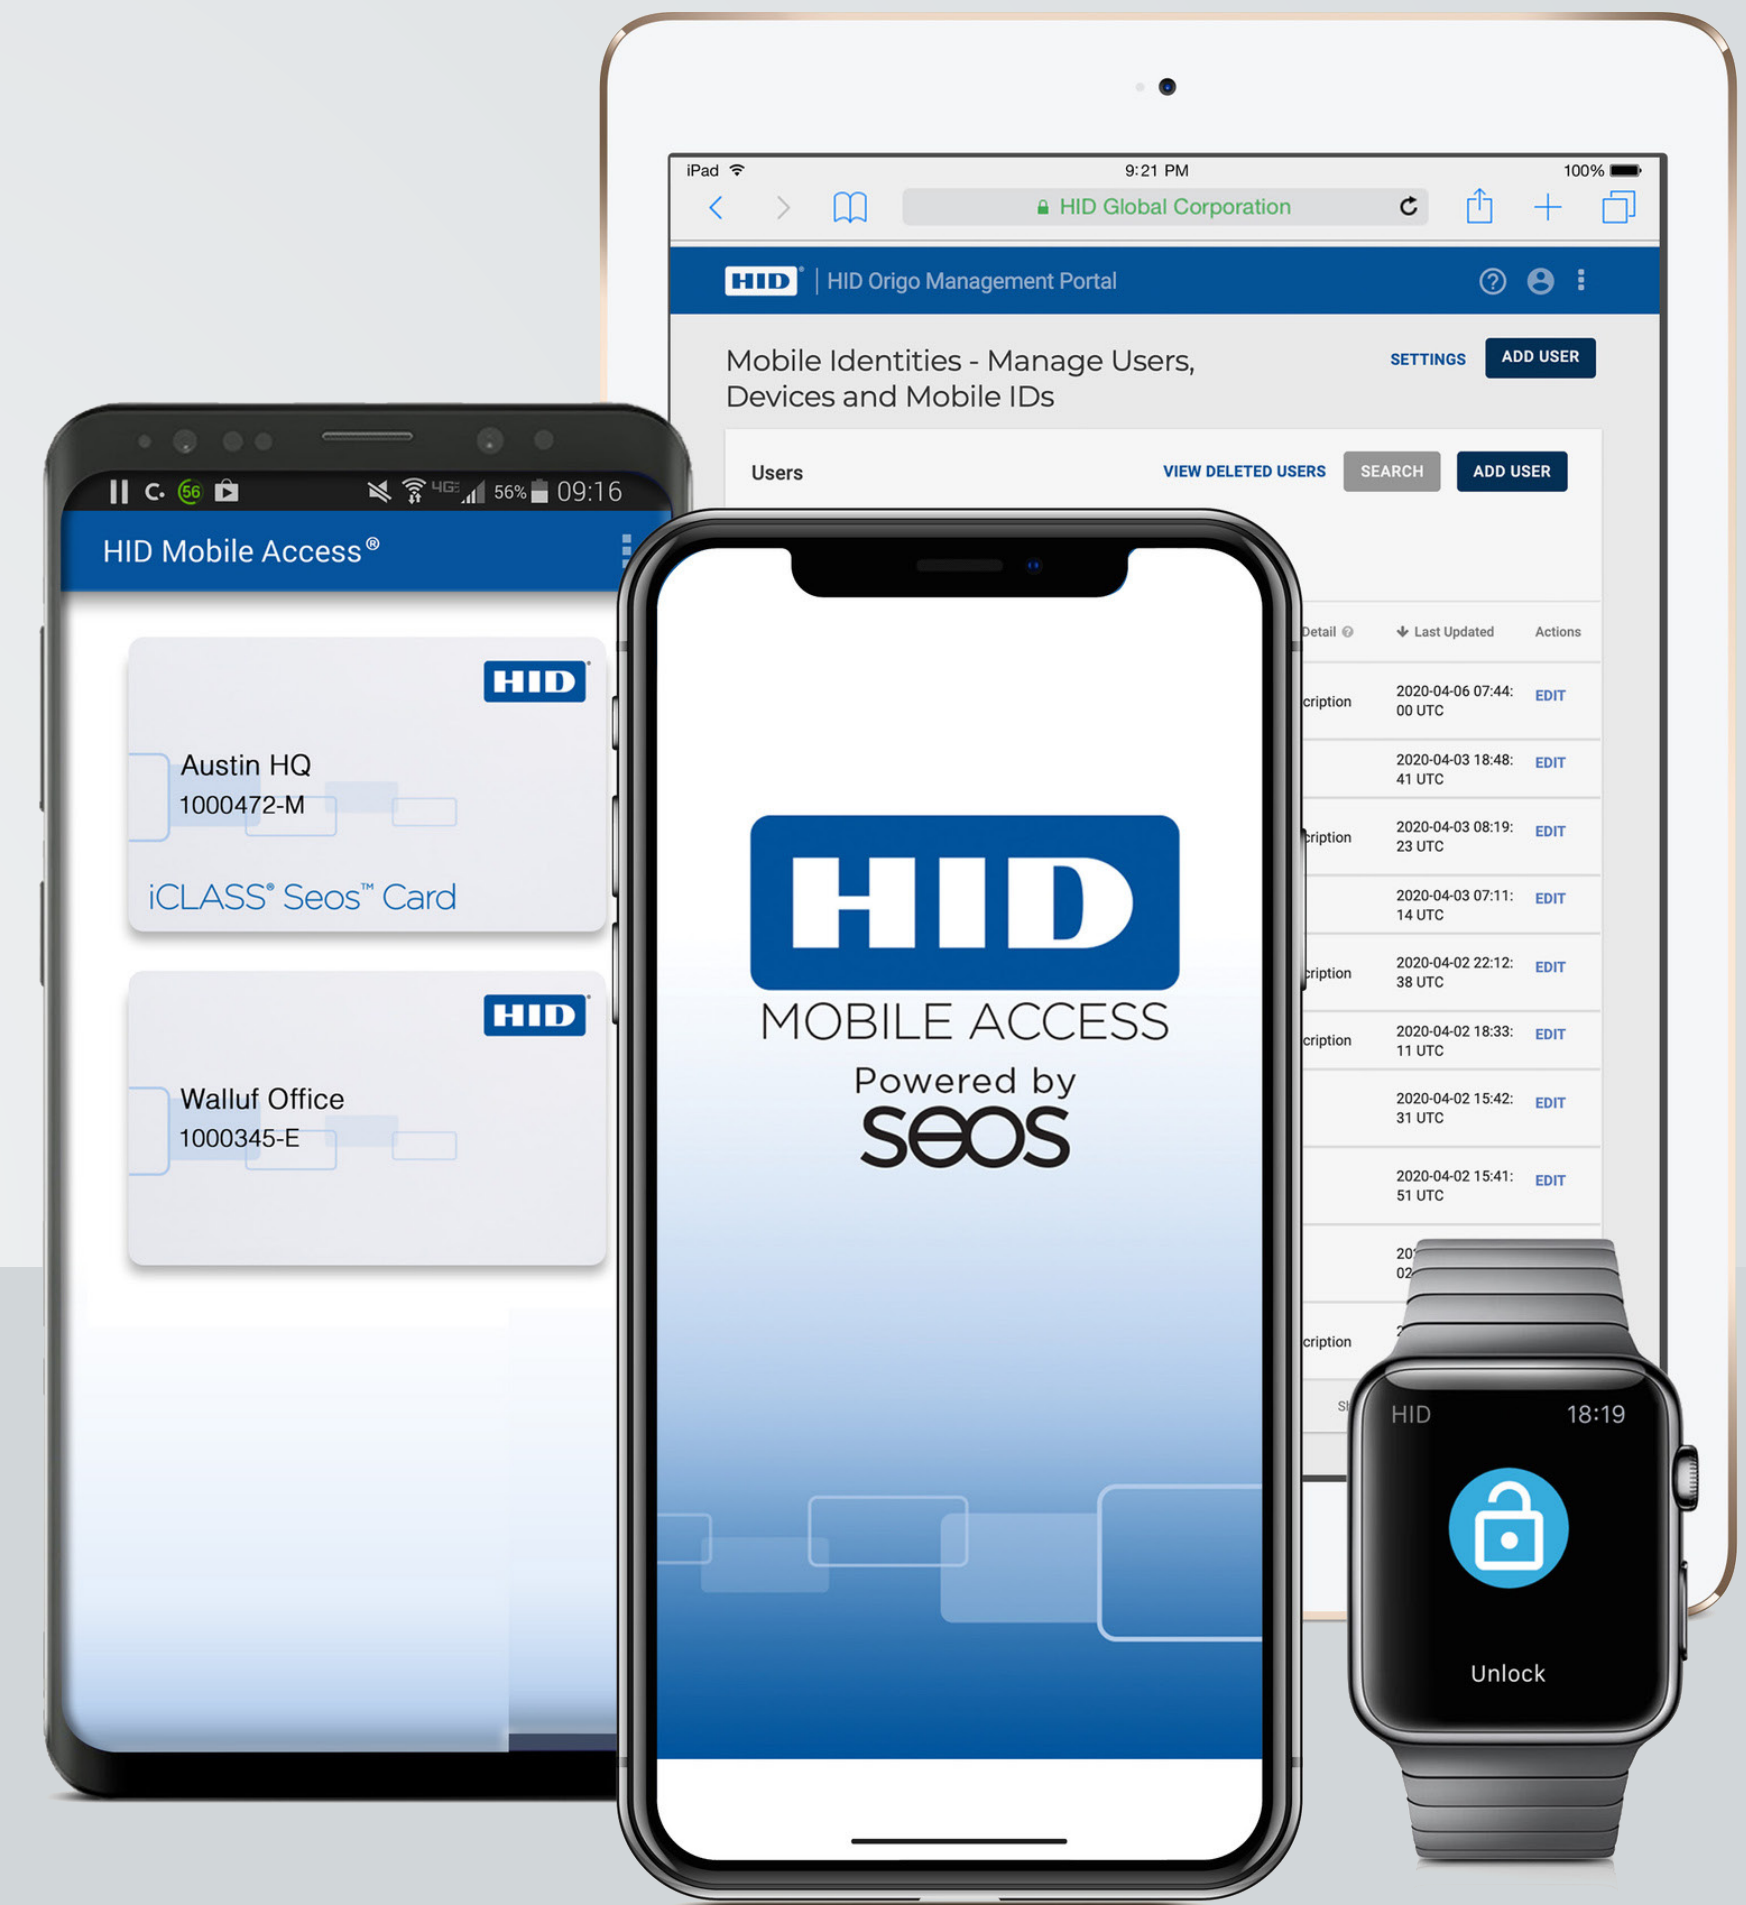 iPad
9:21 PM
100%
HID Global Corporation
HID® | HID Origo Management Portal
Mobile Identities - Manage Users,
Devices and Mobile IDs
SETTINGS
ADD USER
Users
VIEW DELETED USERS
SEARCH
ADD USER
Detail
Last Updated
Actions
cription
2020-04-06 07:44:
00 UTC
EDIT
2020-04-03 18:48:
41 UTC
EDIT
cription
2020-04-03 08:19:
23 UTC
EDIT
2020-04-03 07:11:
14 UTC
EDIT
cription
2020-04-02 22:12:
38 UTC
EDIT
cription
2020-04-02 18:33:
11 UTC
EDIT
2020-04-02 15:42:
31 UTC
EDIT
2020-04-02 15:41:
51 UTC
EDIT
cription
C. 56
4G
56%
09:16
HID Mobile Access®
HID®
Austin HQ
1000472-M
iCLASS® Seos™ Card
HID®
Walluf Office
1000345-E
HID
MOBILE ACCESS
Powered by
seos
HID
18:19
Unlock